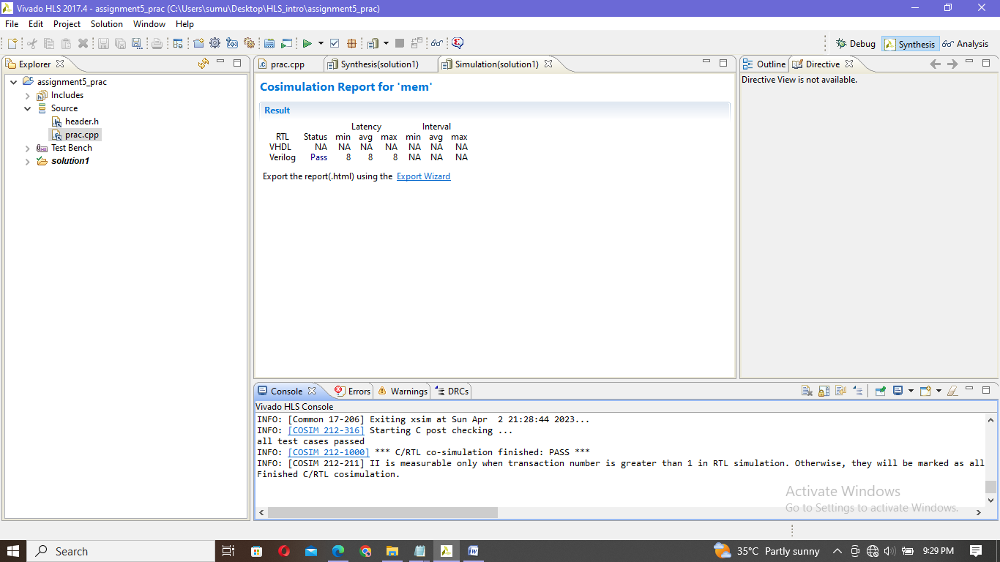 Vivado HLS 2017.4 - assignment5_prac (C:\Users\sumu\Desktop\HLS_intro\assignment5_prac)
File Edit Project Solution Window Help
Debug Synthesis Analysis
Explorer
assignment5_prac
Includes
Source
header.h
prac.cpp
Test Bench
solution1
prac.cpp Synthesis(solution1) Simulation(solution1)
Cosimulation Report for 'mem'
Result
Latency Interval
RTL Status min avg max min avg max
VHDL NA NA NA NA NA NA NA
Verilog Pass 8 8 8 NA NA NA
Export the report(.html) using the Export Wizard
Outline Directive
Directive View is not available.
Console Errors Warnings DRCs
Vivado HLS Console
INFO: [Common 17-206] Exiting xsim at Sun Apr  2 21:28:44 2023...
INFO: [COSIM 212-316] Starting C post checking ...
all test cases passed
INFO: [COSIM 212-1000] *** C/RTL co-simulation finished: PASS ***
INFO: [COSIM 212-211] II is measurable only when transaction number is greater than 1 in RTL simulation. Otherwise, they will be marked as all
Finished C/RTL cosimulation.
Activate Windows
Go to Settings to activate Windows.
Search
35°C Partly sunny
9:29 PM